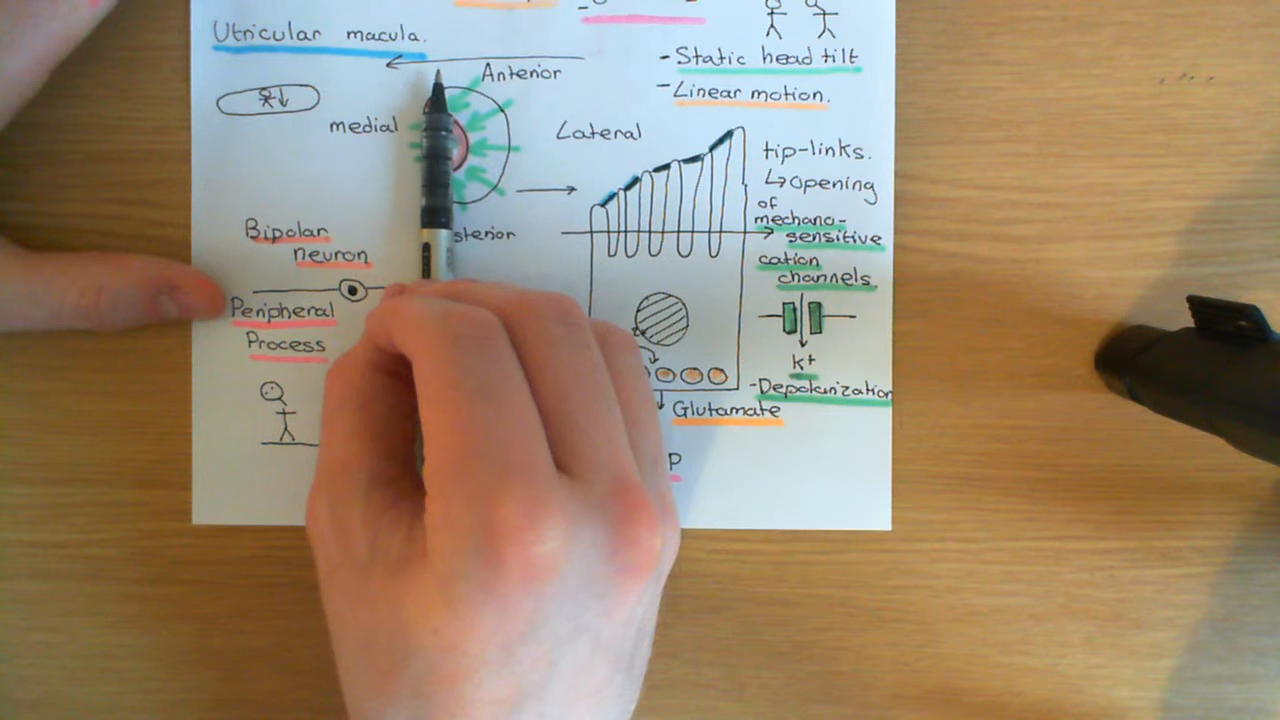 Utricular macula.
Anterior
medial
Lateral
- Static head tilt
- Linear motion.
tip-links.
↳ opening
of
mechano-
sensitive
cation
channels.
K+
- Depolarization
Glutamate
P
Bipolar
neuron
Peripheral
Process